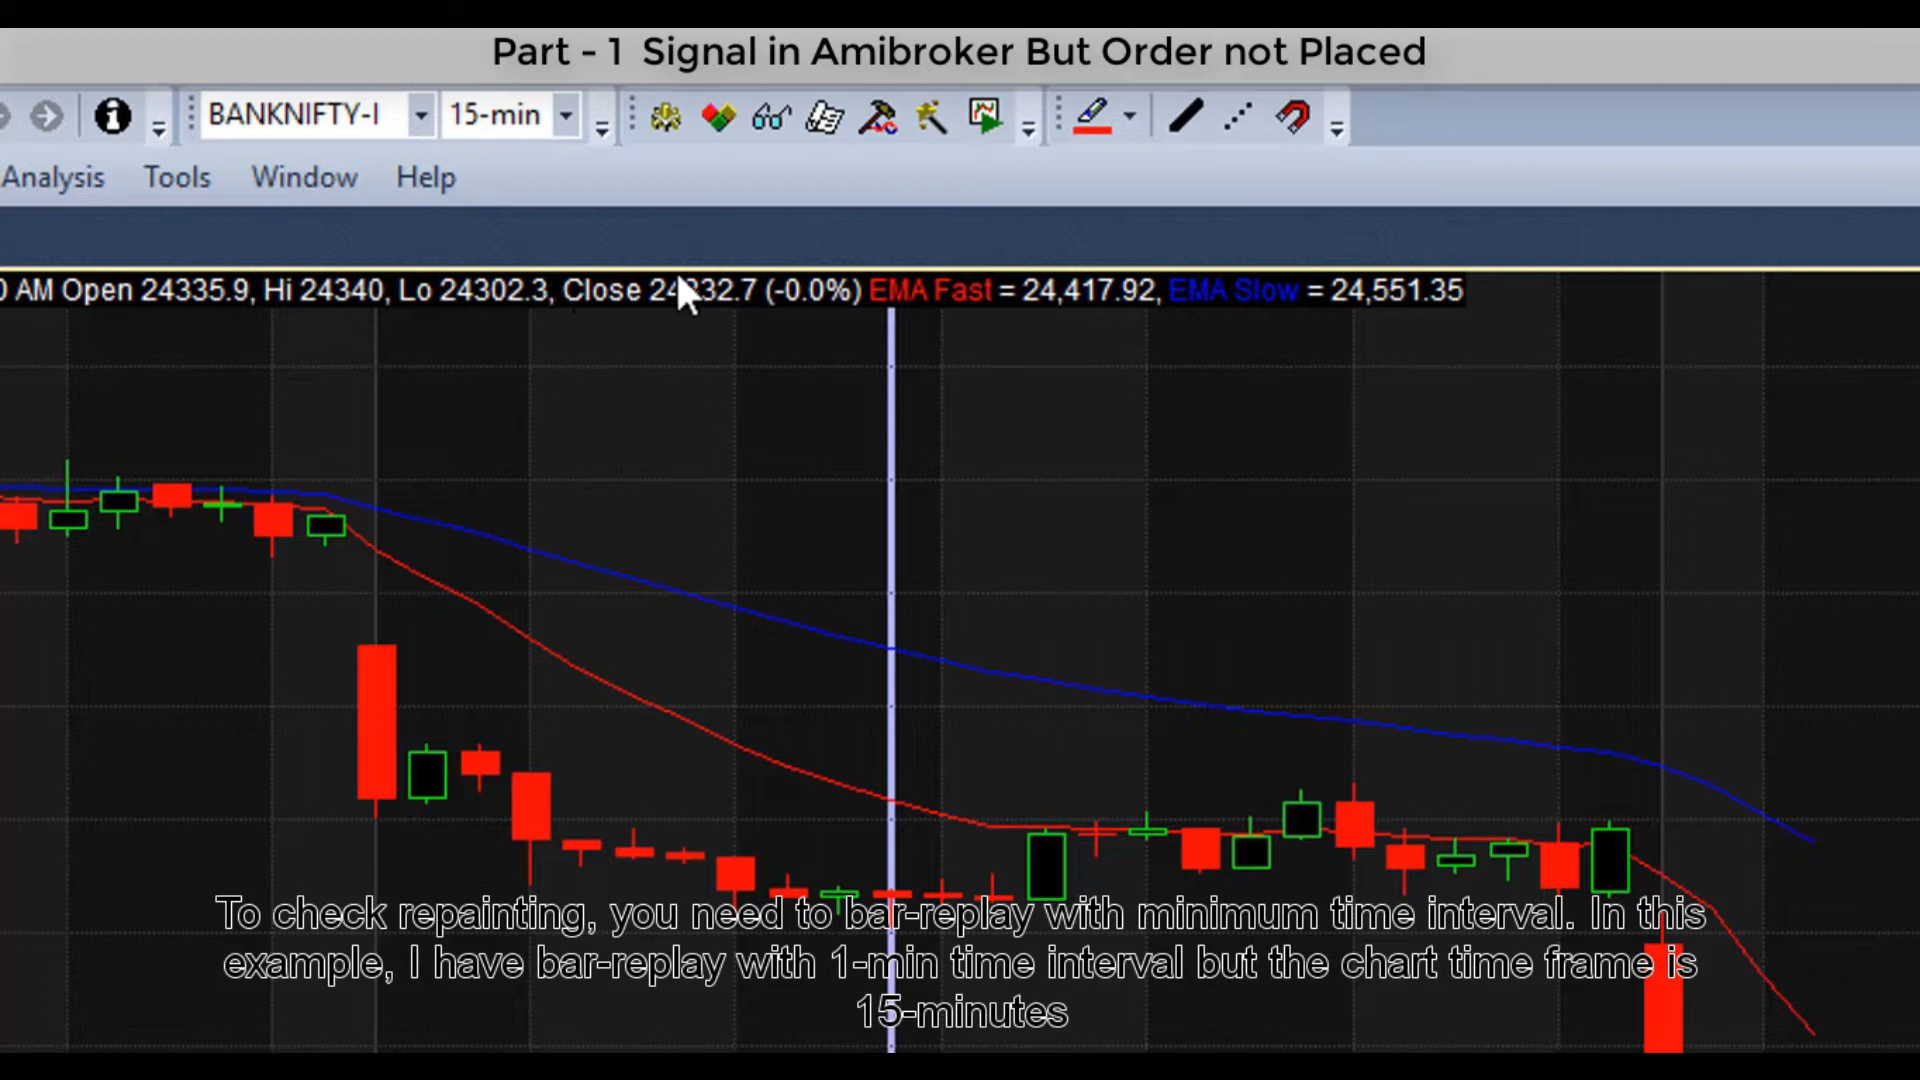 Part - 1 Signal in Amibroker But Order not Placed
BANKNIFTY-I 15-min
Analysis Tools Window Help
0 AM Open 24335.9, Hi 24340, Lo 24302.3, Close 24332.7 (-0.0%) EMA Fast = 24,417.92, EMA Slow = 24,551.35
To check repainting, you need to bar-replay with minimum time interval. In this
example, I have bar-replay with 1-min time interval but the chart time frame is
15-minutes